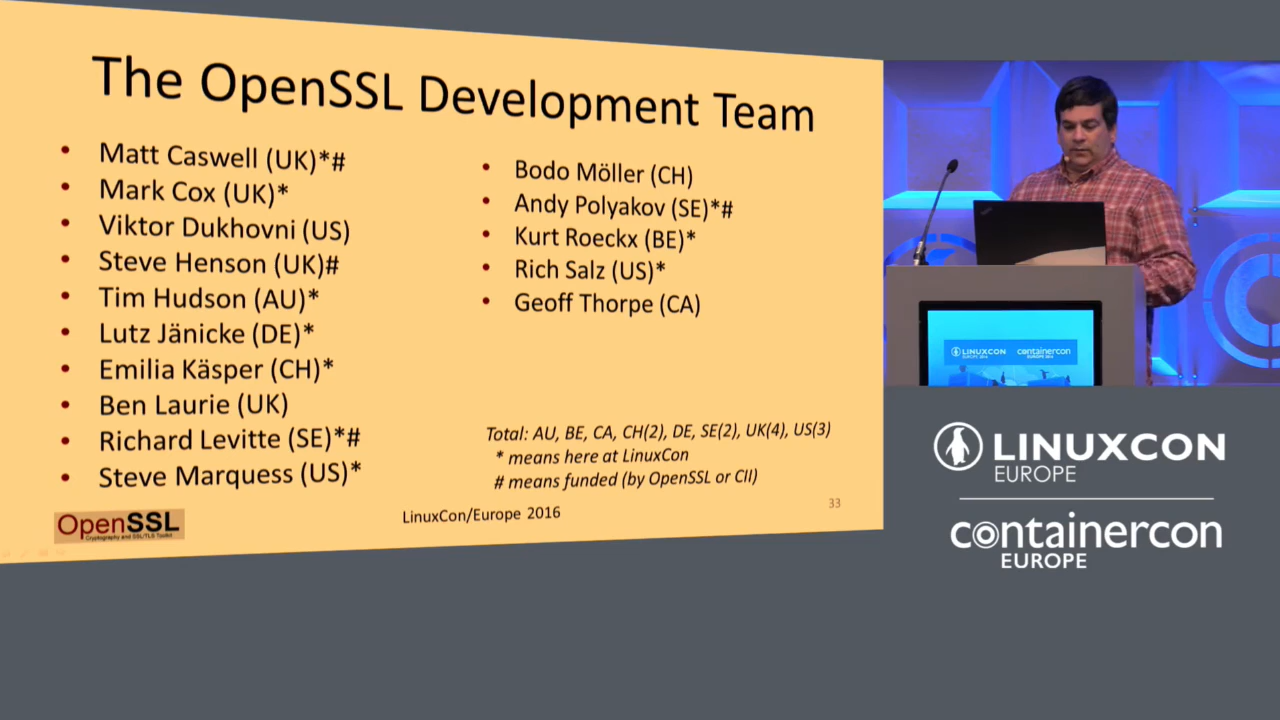 The OpenSSL Development Team
• Matt Caswell (UK)*#
• Mark Cox (UK)*
• Viktor Dukhovni (US)
• Steve Henson (UK)#
• Tim Hudson (AU)*
• Lutz Jänicke (DE)*
• Emilia Käsper (CH)*
• Ben Laurie (UK)
• Richard Levitte (SE)*#
• Steve Marquess (US)*
• Bodo Möller (CH)
• Andy Polyakov (SE)*#
• Kurt Roeckx (BE)*
• Rich Salz (US)*
• Geoff Thorpe (CA)
Total: AU, BE, CA, CH(2), DE, SE(2), UK(4), US(3)
* means here at LinuxCon
# means funded (by OpenSSL or CII)
OpenSSL
Cryptography and SSL/TLS Toolkit
LinuxCon/Europe 2016
33
LINUXCON
containercon
LINUXCON
EUROPE
containercon
EUROPE